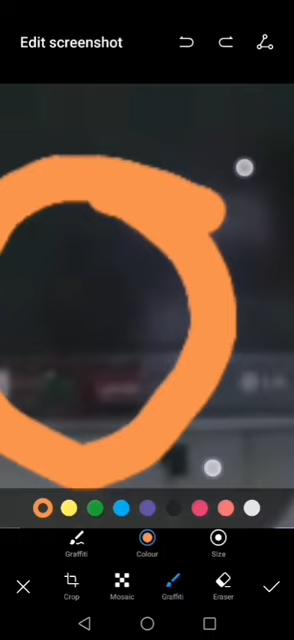 Edit screenshot
Graffiti
Colour
Size
Crop
Mosaic
Graffiti
Eraser